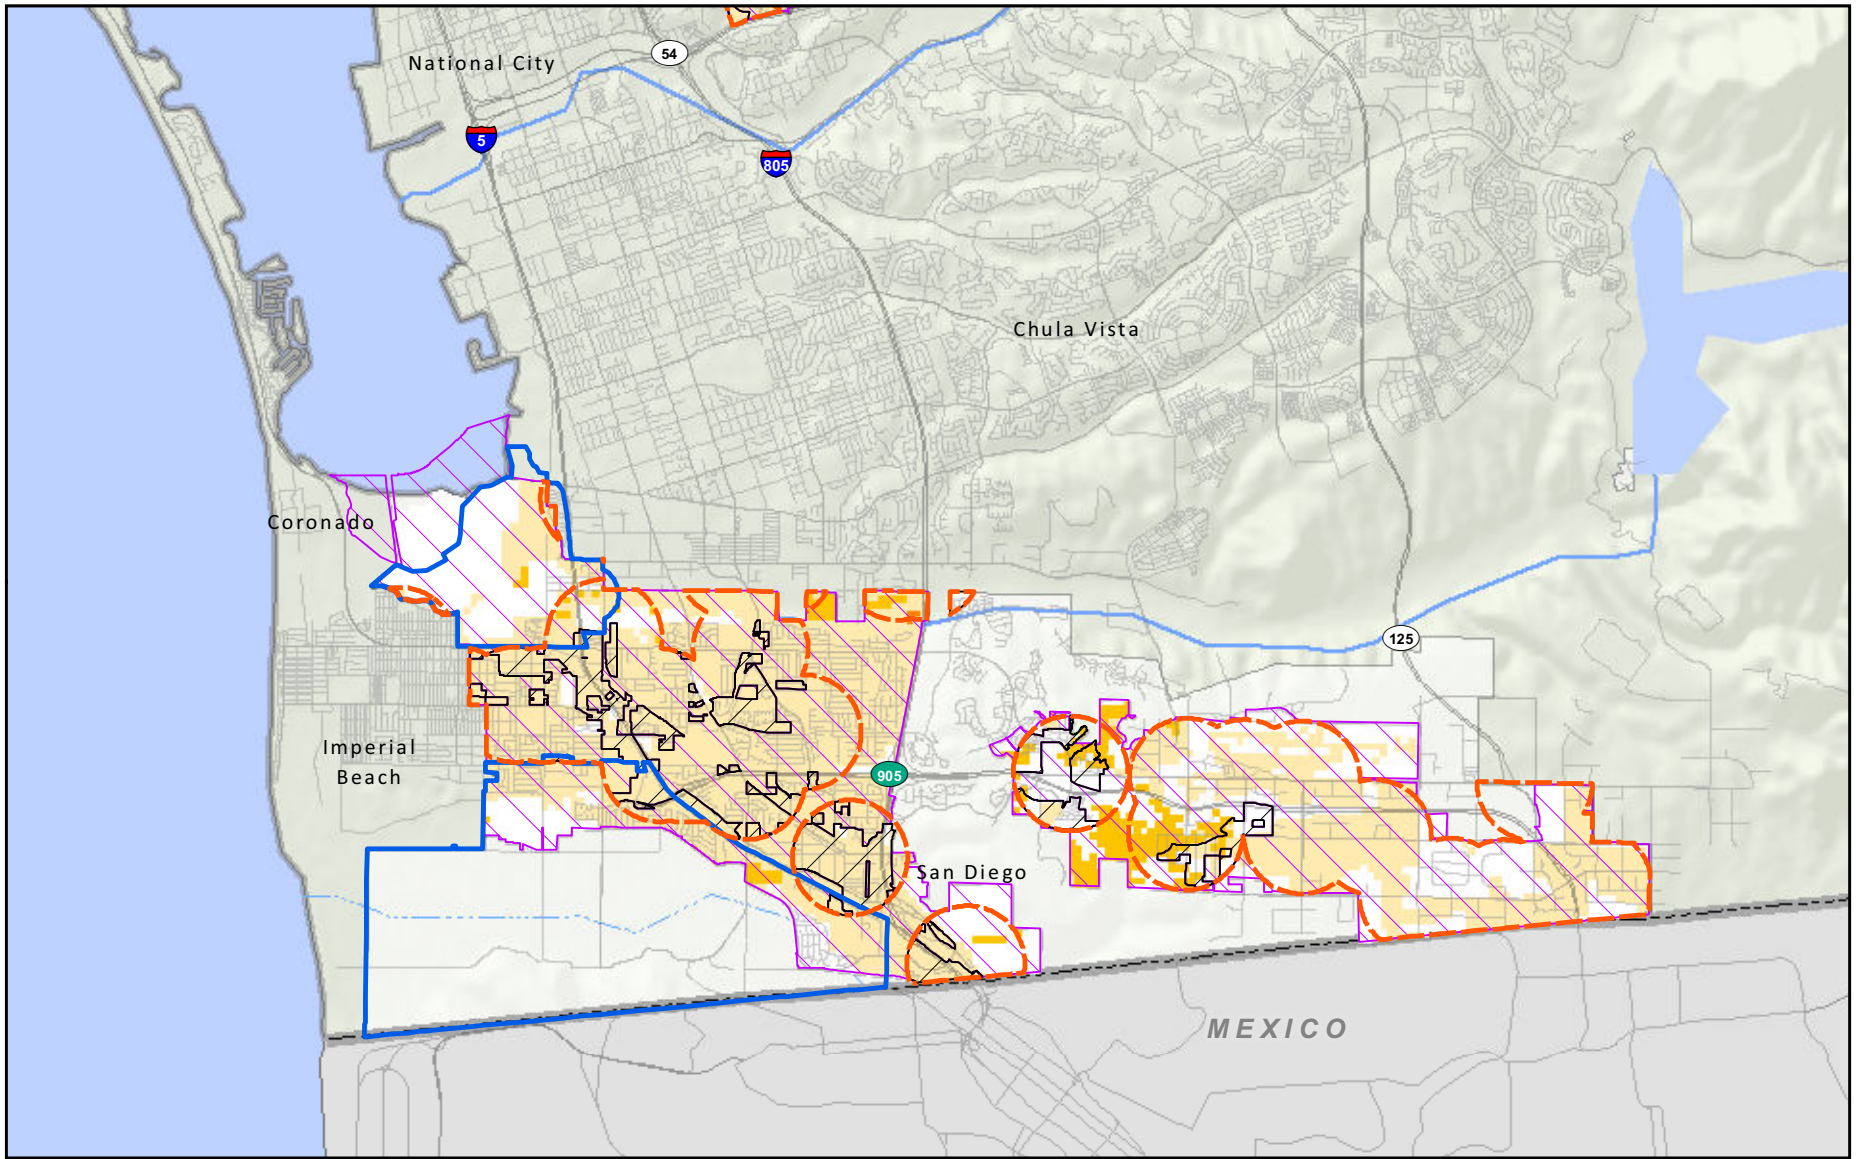 National City
54
5
805
Chula Vista
Coronado
125
Imperial
Beach
905
San Diego
MEXICO